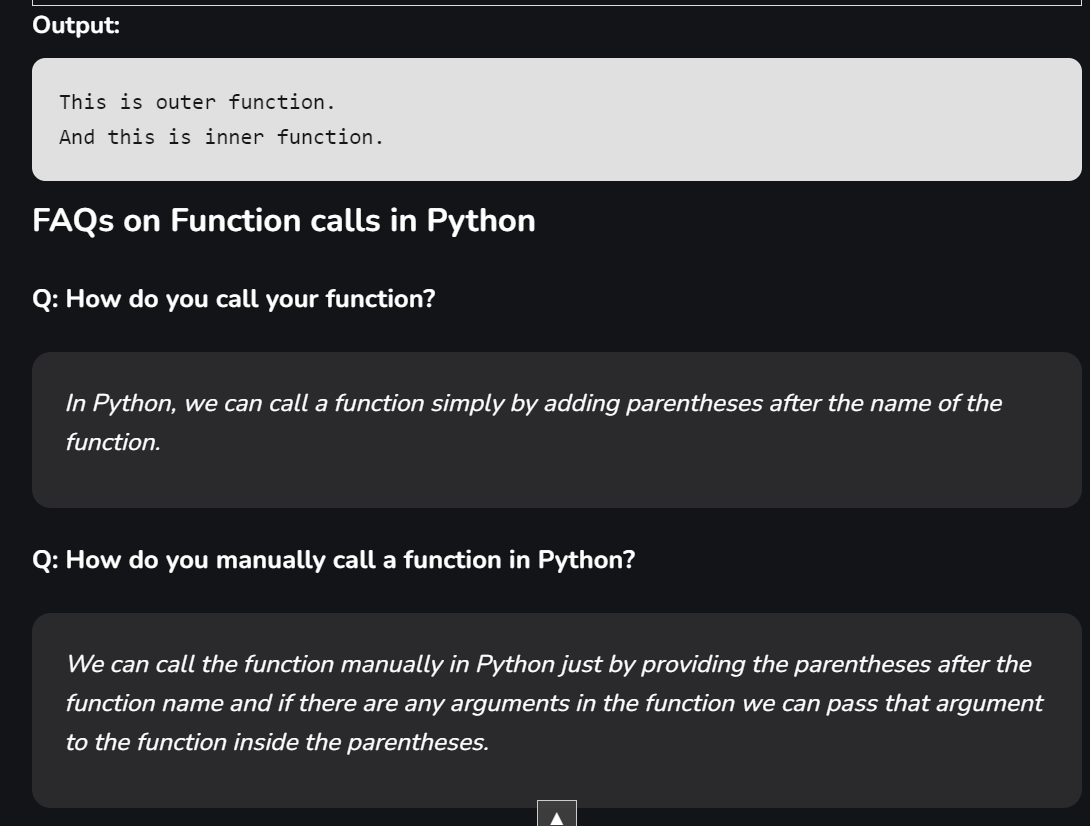 Output:
This is outer function.
And this is inner function.
FAQs on Function calls in Python
Q: How do you call your function?
In Python, we can call a function simply by adding parentheses after the name of the
function.
Q: How do you manually call a function in Python?
We can call the function manually in Python just by providing the parentheses after the
function name and if there are any arguments in the function we can pass that argument
to the function inside the parentheses.